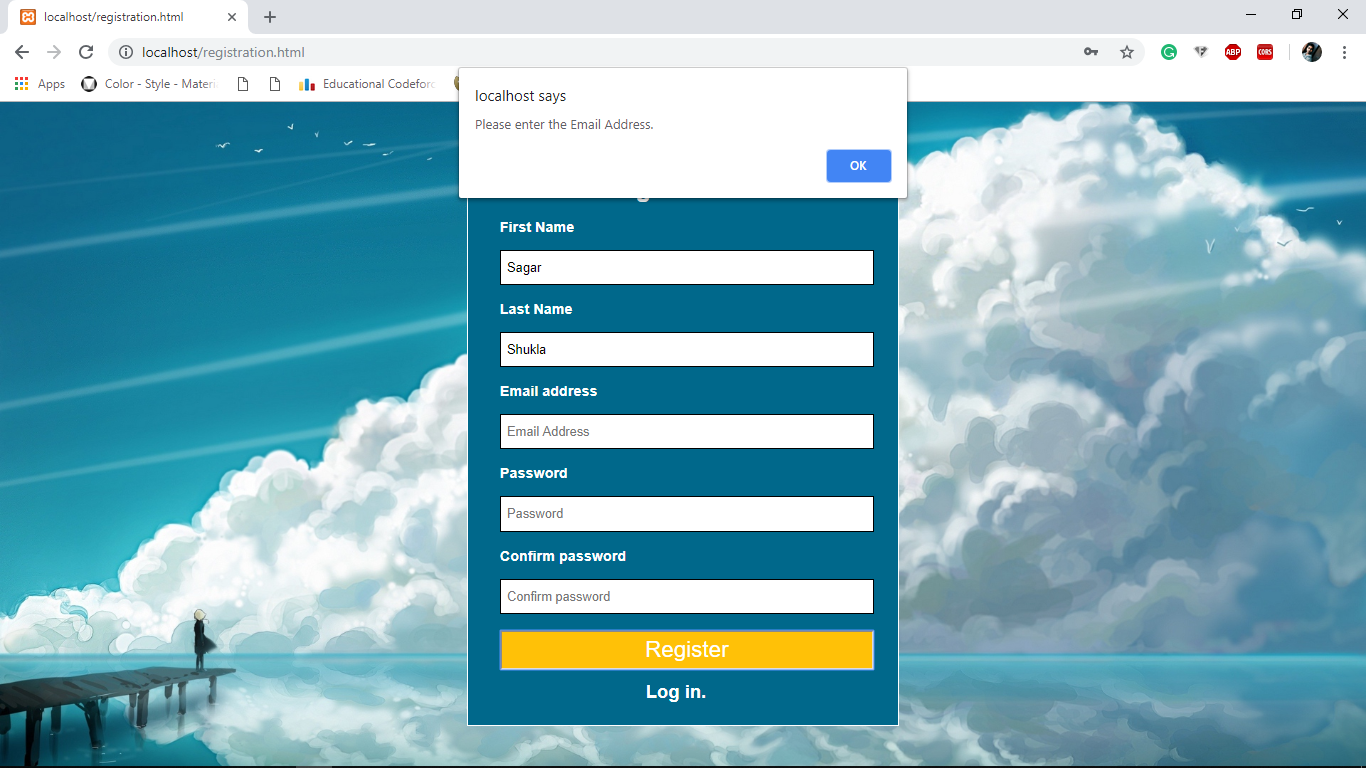 localhost/registration.html
localhost/registration.html
ABP
CORS
Apps
Color - Style - Materi
Educational Codefor
localhost says
Please enter the Email Address.
OK
First Name
Sagar
Last Name
Shukla
Email address
Email Address
Password
Password
Confirm password
Confirm password
Register
Log in.